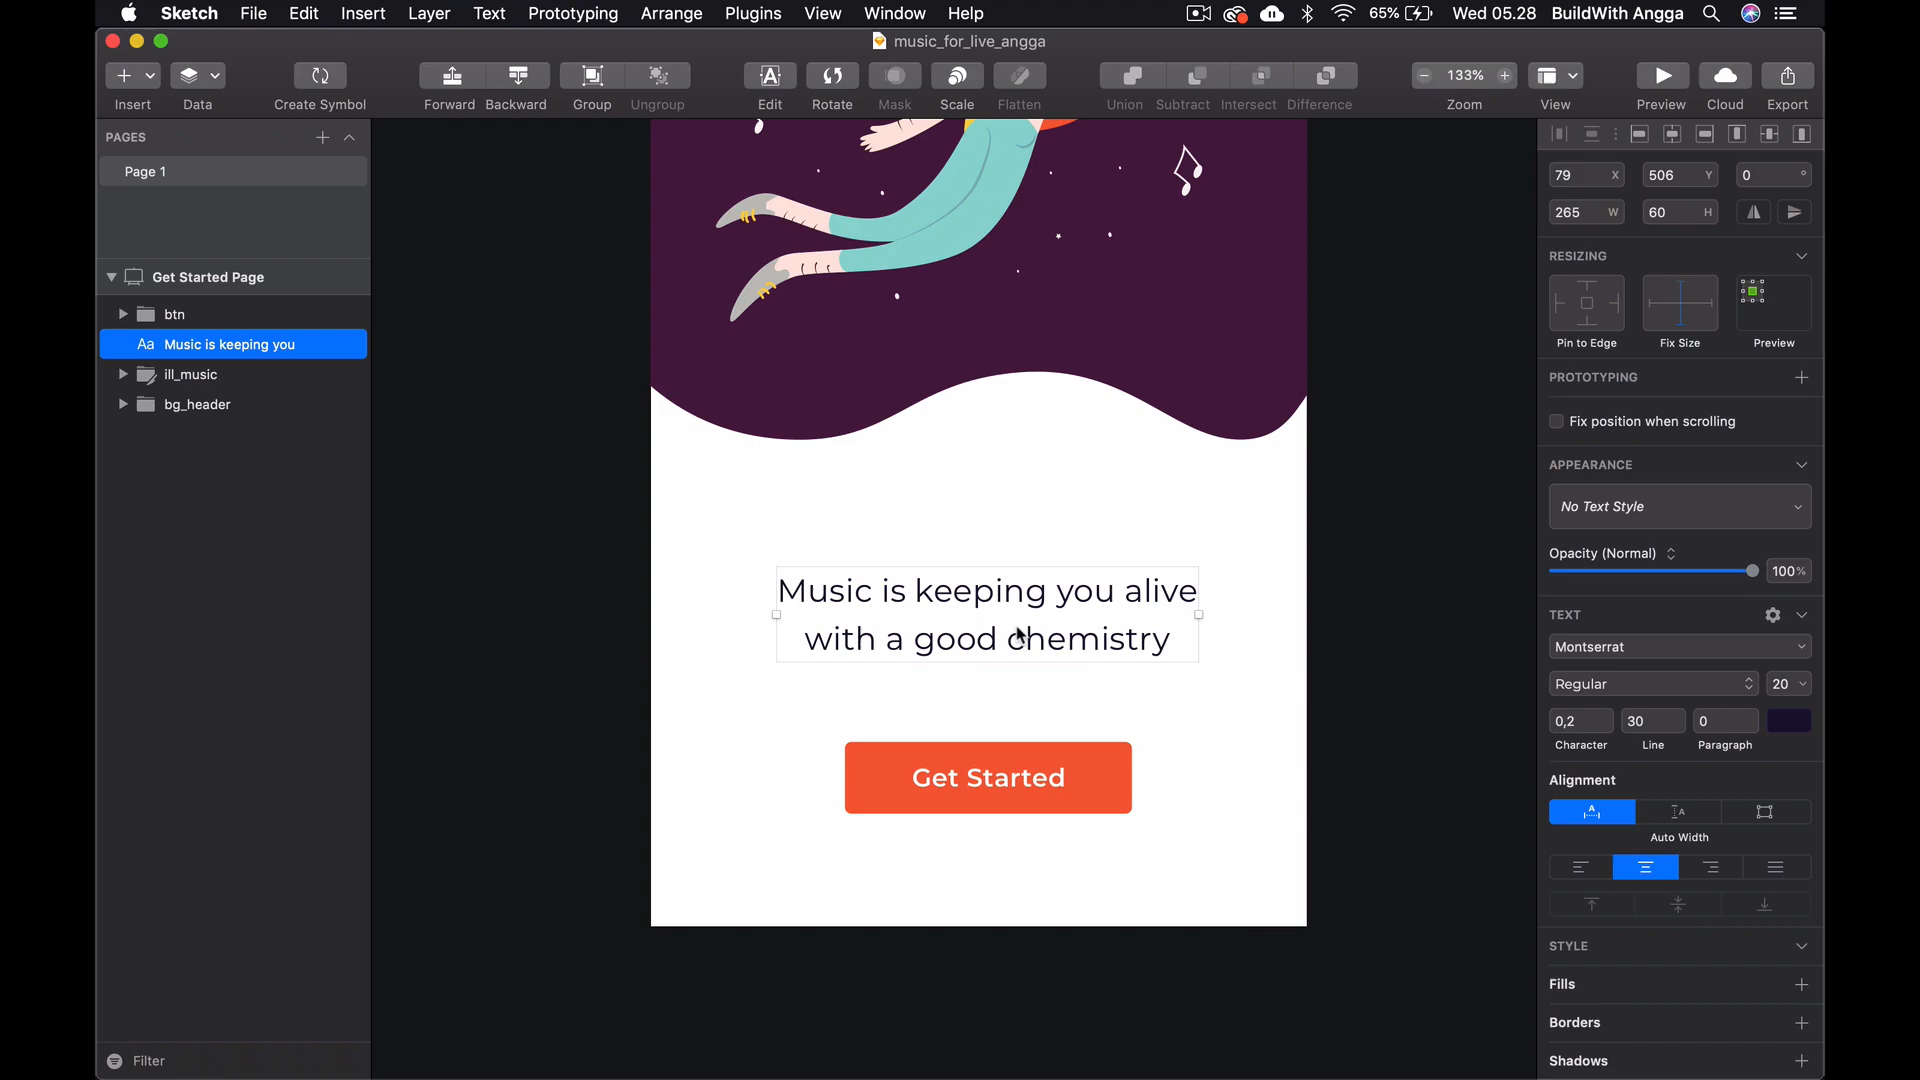 Sketch File Edit Insert Layer Text Prototyping Arrange Plugins View Window Help 65% Wed 05.28 BuildWith Angga
music_for_live_angga
133%
Insert Data Create Symbol Forward Backward Group Ungroup Edit Rotate Mask Scale Flatten Union Subtract Intersect Difference Zoom View Preview Cloud Export
PAGES
Page 1
Get Started Page
btn
Aa Music is keeping you
ill_music
bg_header
Filter
Music is keeping you alive
with a good chemistry
Get Started
79 X 506 Y 0 °
265 W 60 H
RESIZING
Pin to Edge Fix Size Preview
PROTOTYPING
Fix position when scrolling
APPEARANCE
No Text Style
Opacity (Normal) 100%
TEXT
Montserrat
Regular 20
0,2 30 0
Character Line Paragraph
Alignment
Auto Width
STYLE
Fills
Borders
Shadows